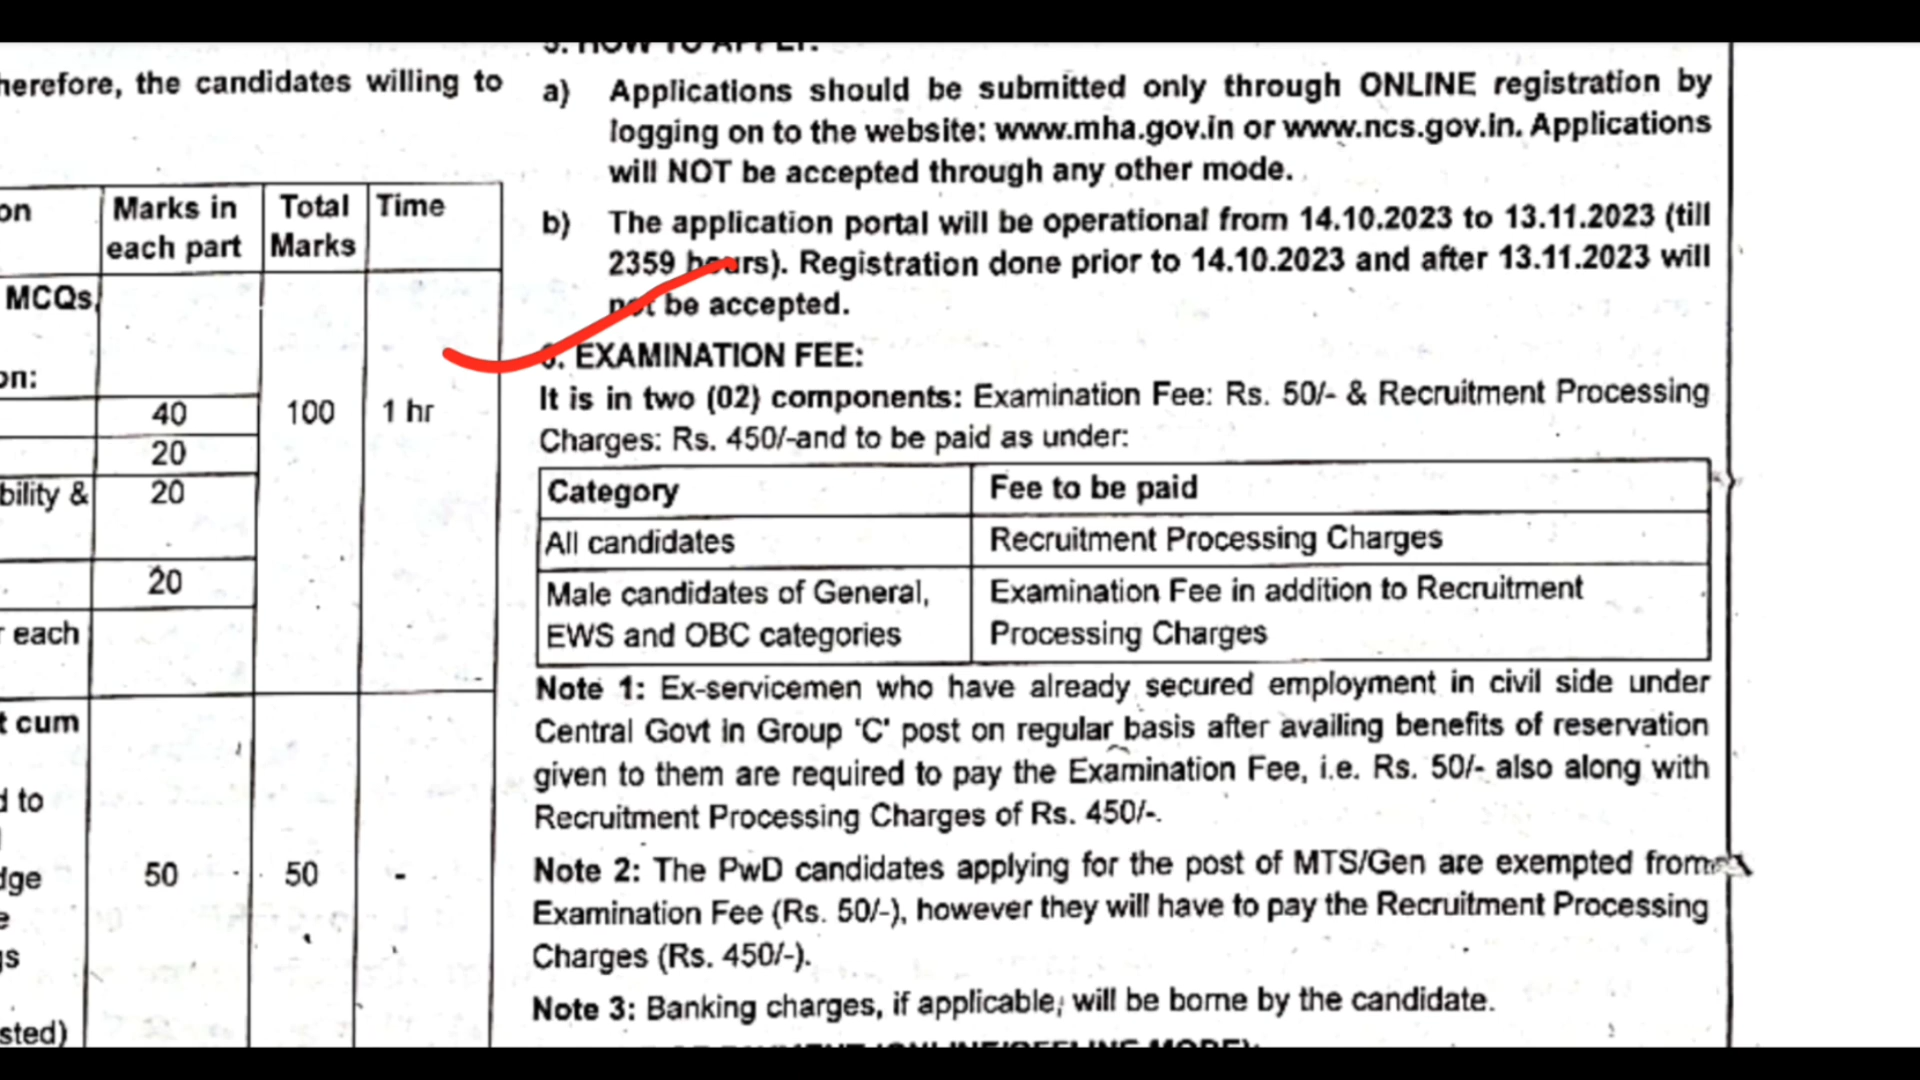 herefore, the candidates willing to
on
Marks in
each part
Total
Marks
Time
MCQs,
on:
40
100
1 hr
20
bility &
20
20
r each
t cum
d to
dge
50
50
-
e
gs
sted)
5. HOW TO APPLY:
a) Applications should be submitted only through ONLINE registration by
logging on to the website: www.mha.gov.in or www.ncs.gov.in. Applications
will NOT be accepted through any other mode.
b) The application portal will be operational from 14.10.2023 to 13.11.2023 (till
2359 hours). Registration done prior to 14.10.2023 and after 13.11.2023 will
not be accepted.
6. EXAMINATION FEE:
It is in two (02) components: Examination Fee: Rs. 50/- & Recruitment Processing
Charges: Rs. 450/-and to be paid as under:
Category
Fee to be paid
All candidates
Recruitment Processing Charges
Male candidates of General,
EWS and OBC categories
Examination Fee in addition to Recruitment
Processing Charges
Note 1: Ex-servicemen who have already secured employment in civil side under
Central Govt in Group 'C' post on regular basis after availing benefits of reservation
given to them are required to pay the Examination Fee, i.e. Rs. 50/- also along with
Recruitment Processing Charges of Rs. 450/-.
Note 2: The PwD candidates applying for the post of MTS/Gen are exempted from
Examination Fee (Rs. 50/-), however they will have to pay the Recruitment Processing
Charges (Rs. 450/-).
Note 3: Banking charges, if applicable, will be borne by the candidate.
PAYMENT (ONLINE/OFFLINE MODE):